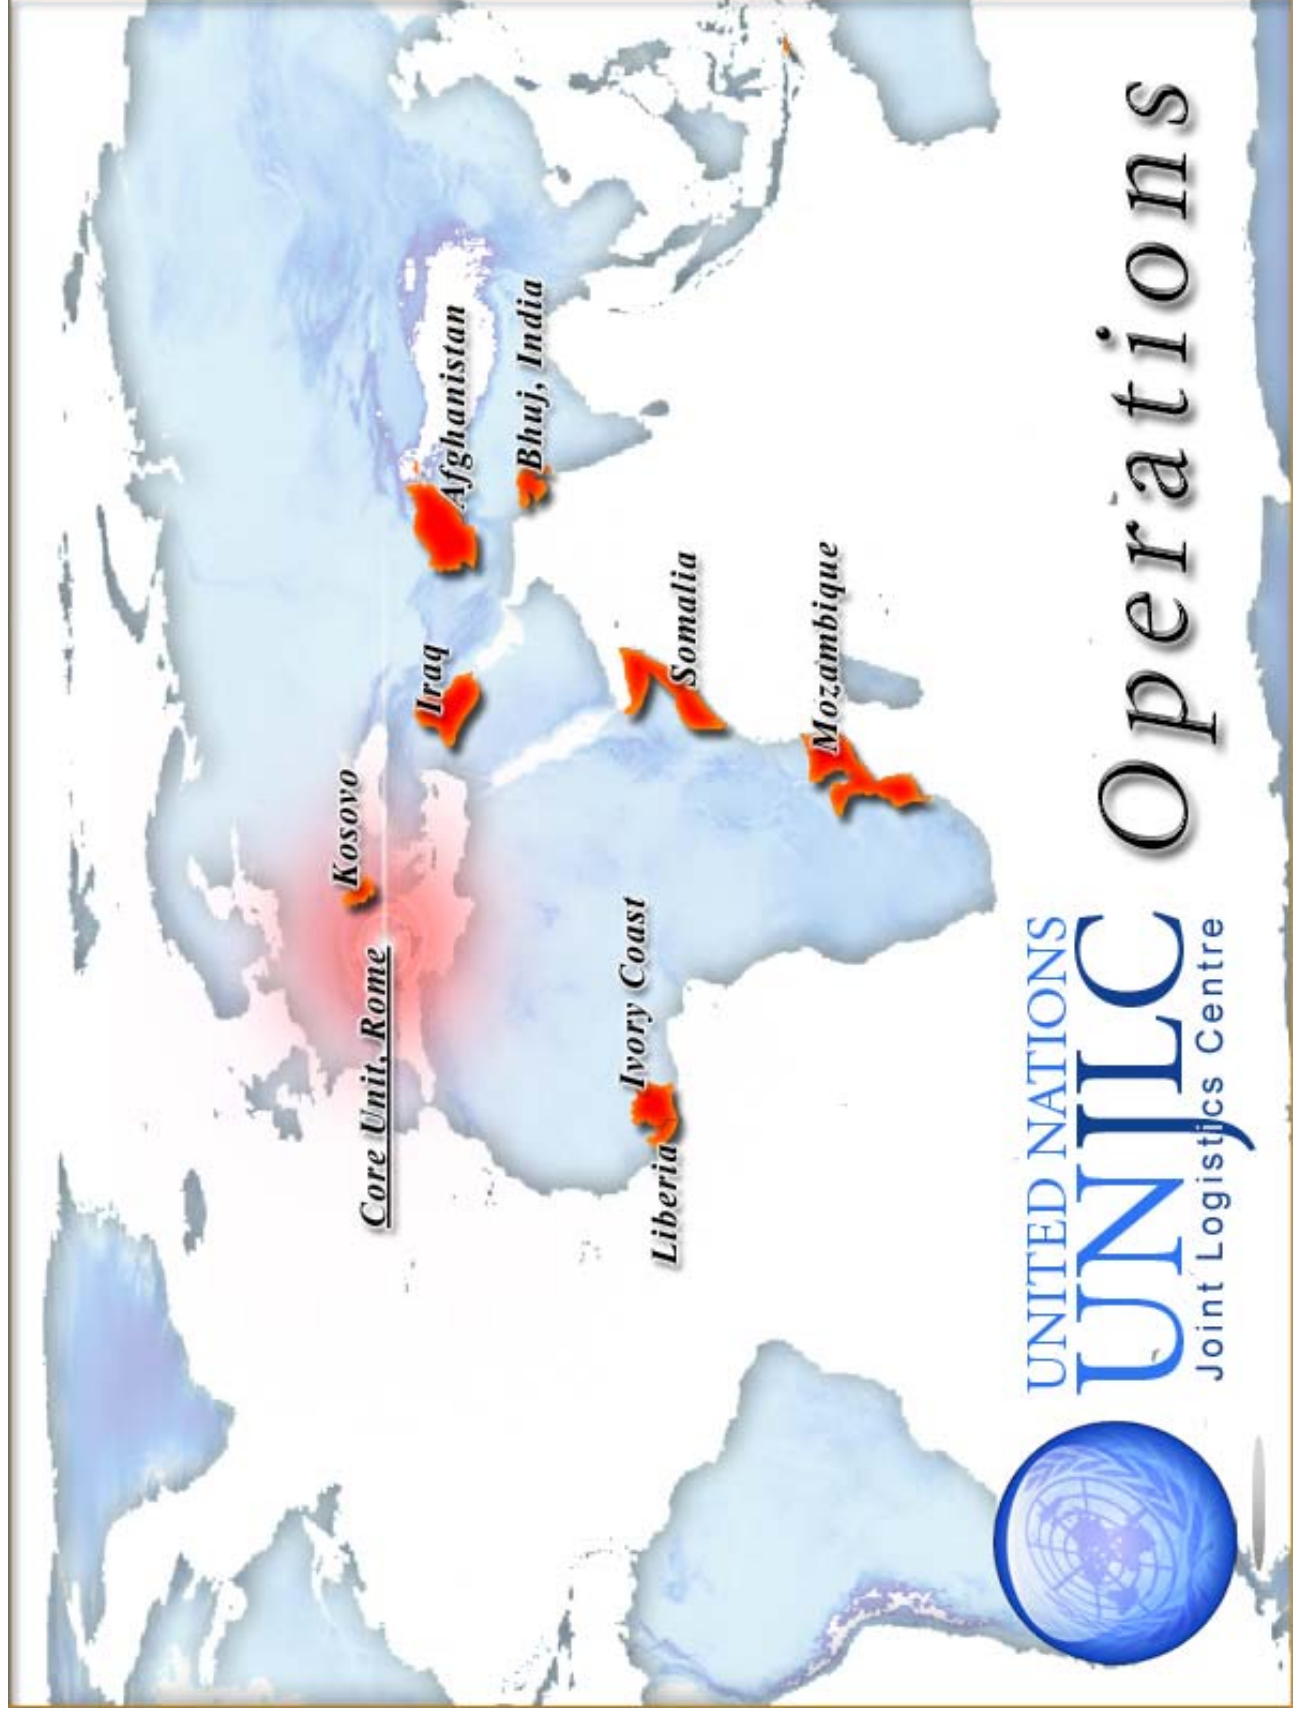 Core Unit, Rome
Kosovo
Iraq
Afghanistan
Bhuj, India
Liberia
Ivory Coast
Somalia
Mozambique
UNITED NATIONS
UNJLC Operations
Joint Logistics Centre